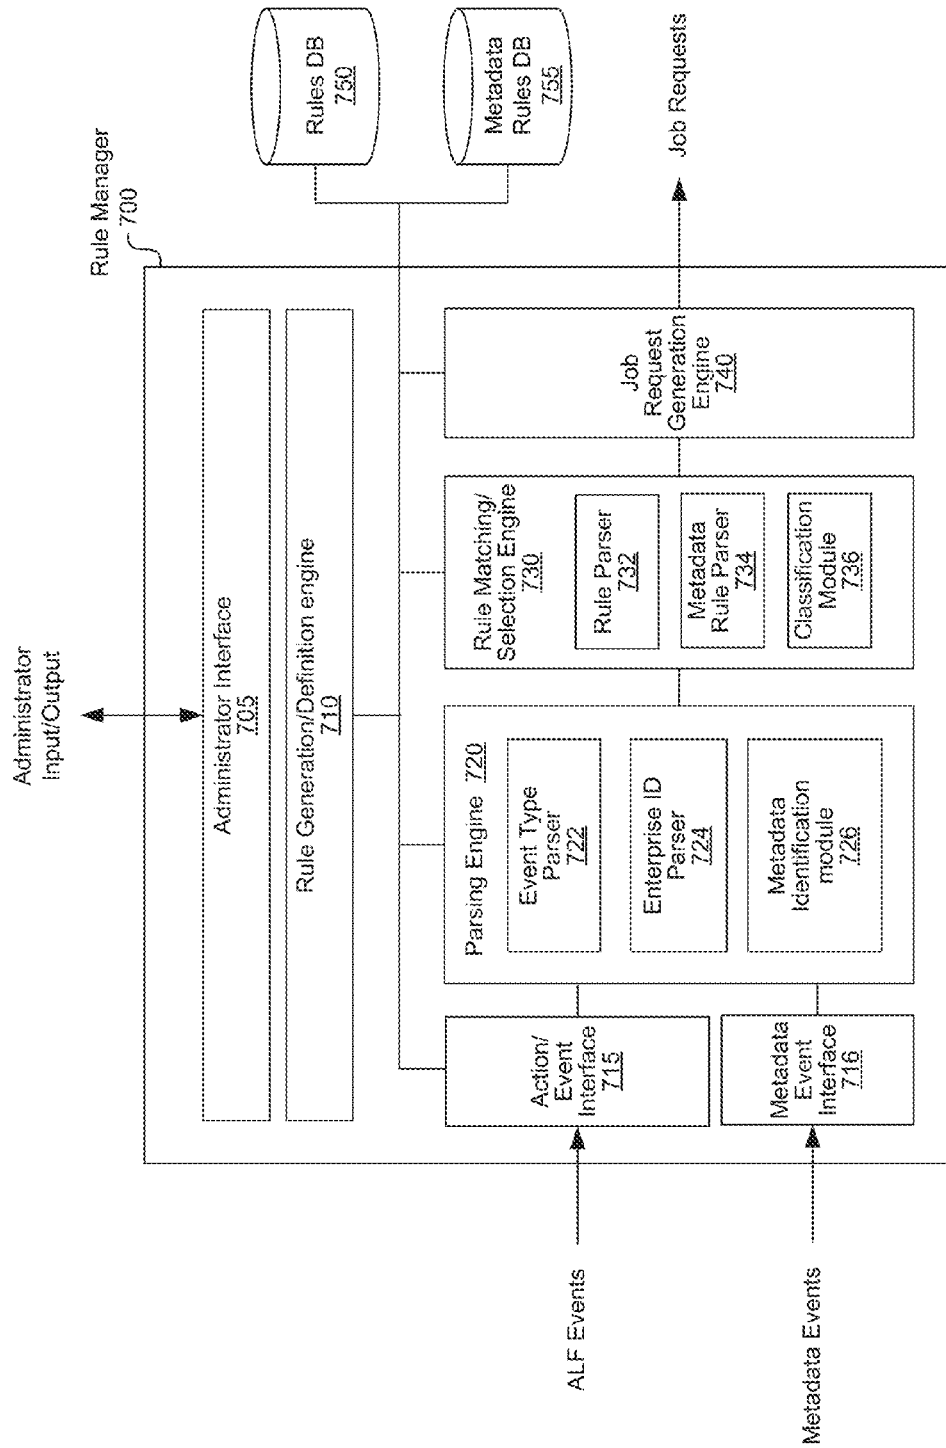 Administrator
Input/Output
Rule Manager
700
Administrator Interface
705
Rule Generation/Definition engine
710
Rules DB
750
Metadata
Rules DB
755
ALF Events
Metadata Events
Action/
Event
Interface
715
Metadata
Event
Interface
716
Parsing Engine 720
Event Type
Parser
722
Enterprise ID
Parser
724
Metadata
Identification
module
726
Rule Matching/
Selection Engine
730
Rule Parser
732
Metadata
Rule Parser
734
Classification
Module
736
Job
Request
Generation
Engine
740
Job Requests